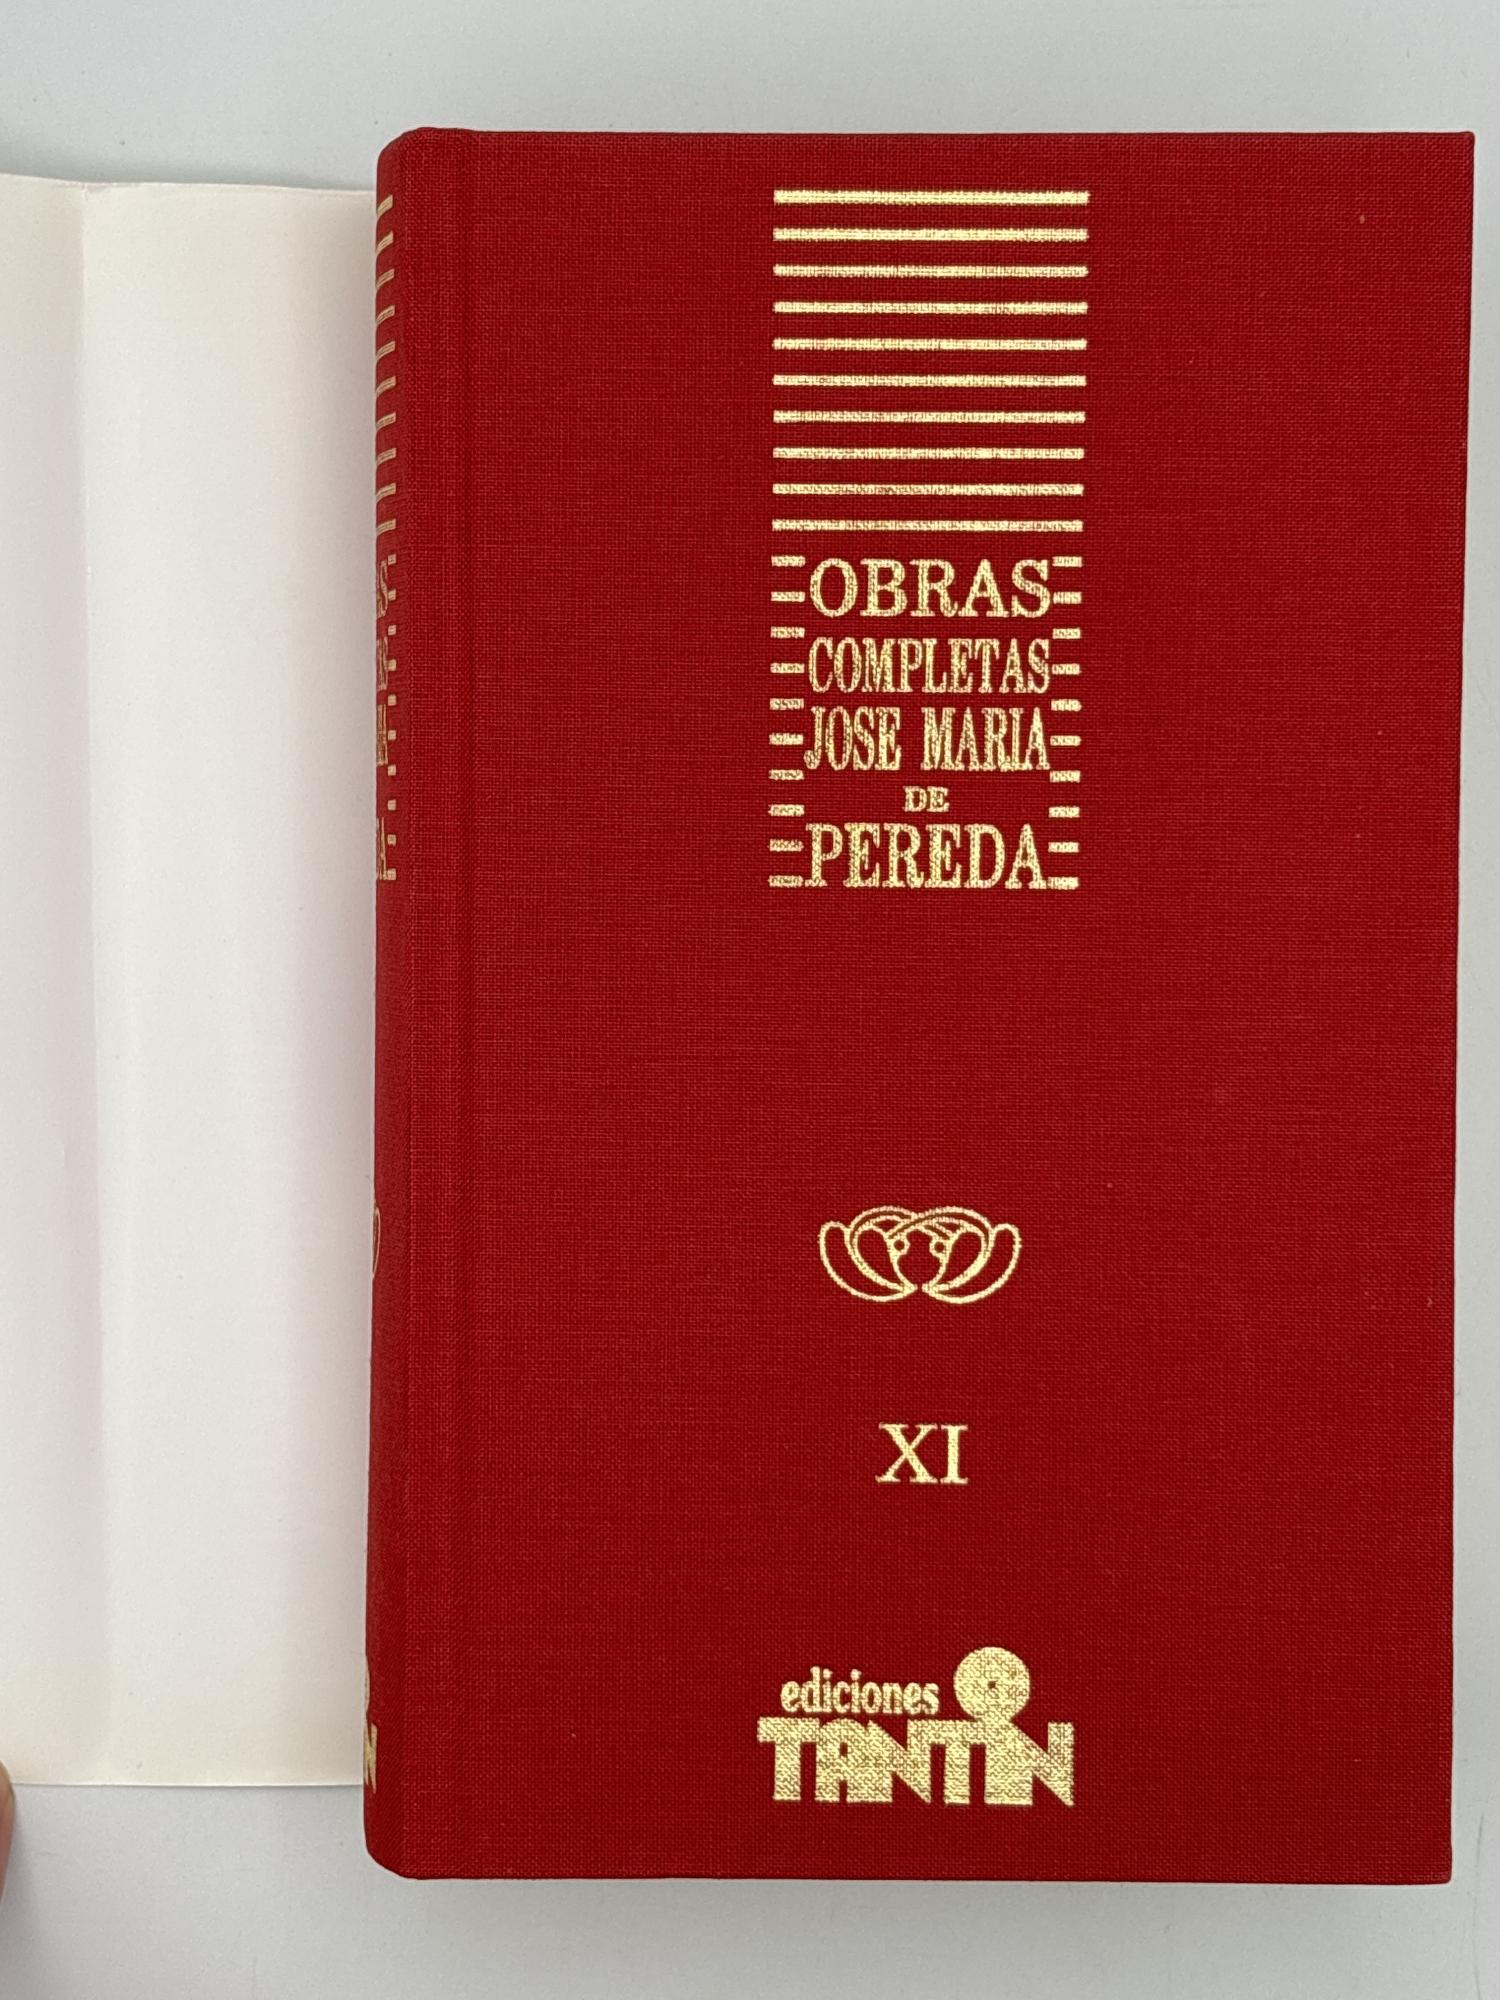 OBRAS
COMPLETAS
JOSE MARIA
DE
PEREDA
XI
ediciones
TANTIN